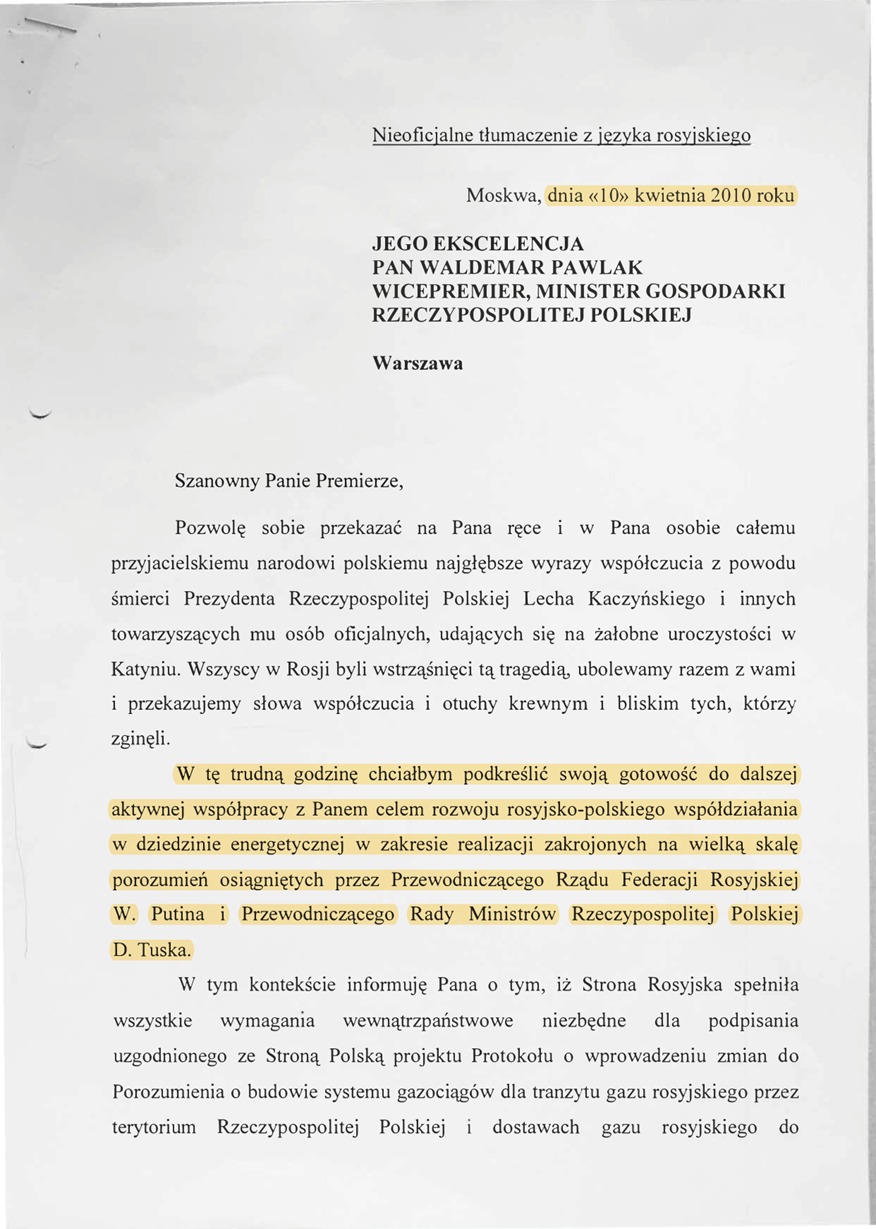 Nieoficjalne tłumaczenie z języka rosyjskiego
Moskwa, dnia «10» kwietnia 2010 roku
JEGO EKSCELENCJA
PAN WALDEMAR PAWLAK
WICEPREMIER, MINISTER GOSPODARKI
RZECZYPOSPOLITEJ POLSKIEJ
Warszawa
Szanowny Panie Premierze,
Pozwolę sobie przekazać na Pana ręce i w Pana osobie całemu
przyjacielskiemu narodowi polskiemu najgłębsze wyrazy współczucia z powodu
śmierci Prezydenta Rzeczypospolitej Polskiej Lecha Kaczyńskiego i innych
towarzyszących mu osób oficjalnych, udających się na żałobne uroczystości w
Katyniu. Wszyscy w Rosji byli wstrząśnięci tą tragedią, ubolewamy razem z wami
i przekazujemy słowa współczucia i otuchy krewnym i bliskim tych, którzy
zginęli.
W tę trudną godzinę chciałbym podkreślić swoją gotowość do dalszej
aktywnej współpracy z Panem celem rozwoju rosyjsko-polskiego współdziałania
w dziedzinie energetycznej w zakresie realizacji zakrojonych na wielką skalę
porozumień osiągniętych przez Przewodniczącego Rządu Federacji Rosyjskiej
W. Putina i Przewodniczącego Rady Ministrów Rzeczypospolitej Polskiej
D. Tuska.
W tym kontekście informuję Pana o tym, iż Strona Rosyjska spełniła
wszystkie wymagania wewnątrzpaństwowe niezbędne dla podpisania
uzgodnionego ze Stroną Polską projektu Protokołu o wprowadzeniu zmian do
Porozumienia o budowie systemu gazociągów dla tranzytu gazu rosyjskiego przez
terytorium Rzeczypospolitej Polskiej i dostawach gazu rosyjskiego do